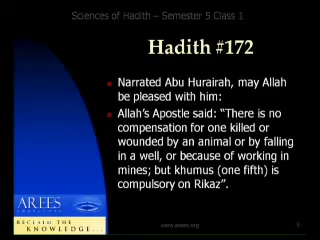 Sciences of Hadith – Semester 5 Class 1
Hadith #172
Narrated Abu Hurairah, may Allah
be pleased with him:
Allah's Apostle said: "There is no
compensation for one killed or
wounded by an animal or by falling
in a well, or because of working in
mines; but khumus (one fifth) is
compulsory on Rikaz".
AREES
INSTITUTE
RECLAIM THE
KNOWLEDGE...
www.arees.org